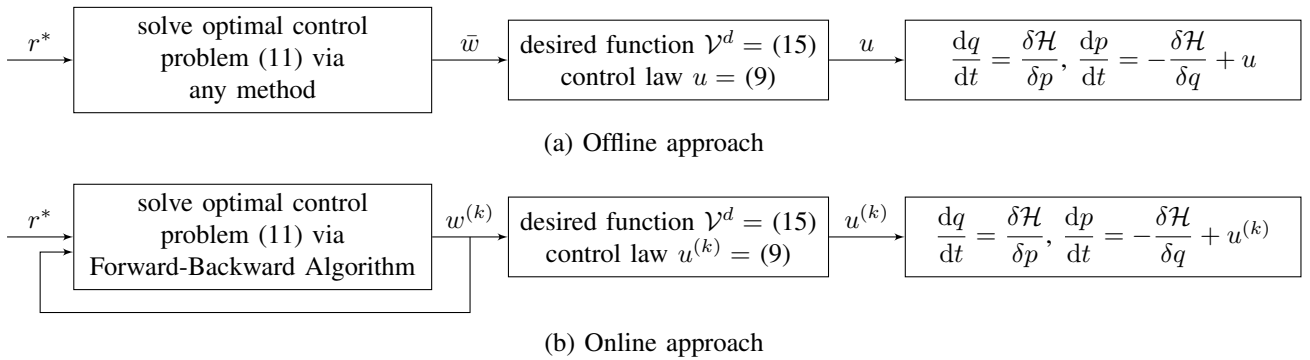 r* solve optimal control problem (11) via any method w̄ desired function 𝒱ᵈ = (15) control law u = (9) u dq/dt = δℋ/δp, dp/dt = -δℋ/δq + u
(a) Offline approach
r* solve optimal control problem (11) via Forward-Backward Algorithm w⁽ᵏ⁾ desired function 𝒱ᵈ = (15) control law u⁽ᵏ⁾ = (9) u⁽ᵏ⁾ dq/dt = δℋ/δp, dp/dt = -δℋ/δq + u⁽ᵏ⁾
(b) Online approach